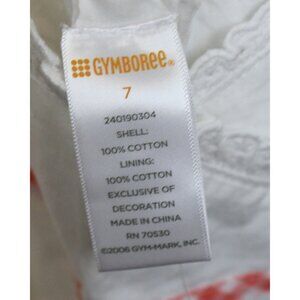 GYMBOREE®
7
240190304
SHELL:
100% COTTON
LINING:
100% COTTON
EXCLUSIVE OF
DECORATION
MADE IN CHINA
RN 70530
©2006 GYM-MARK, INC.